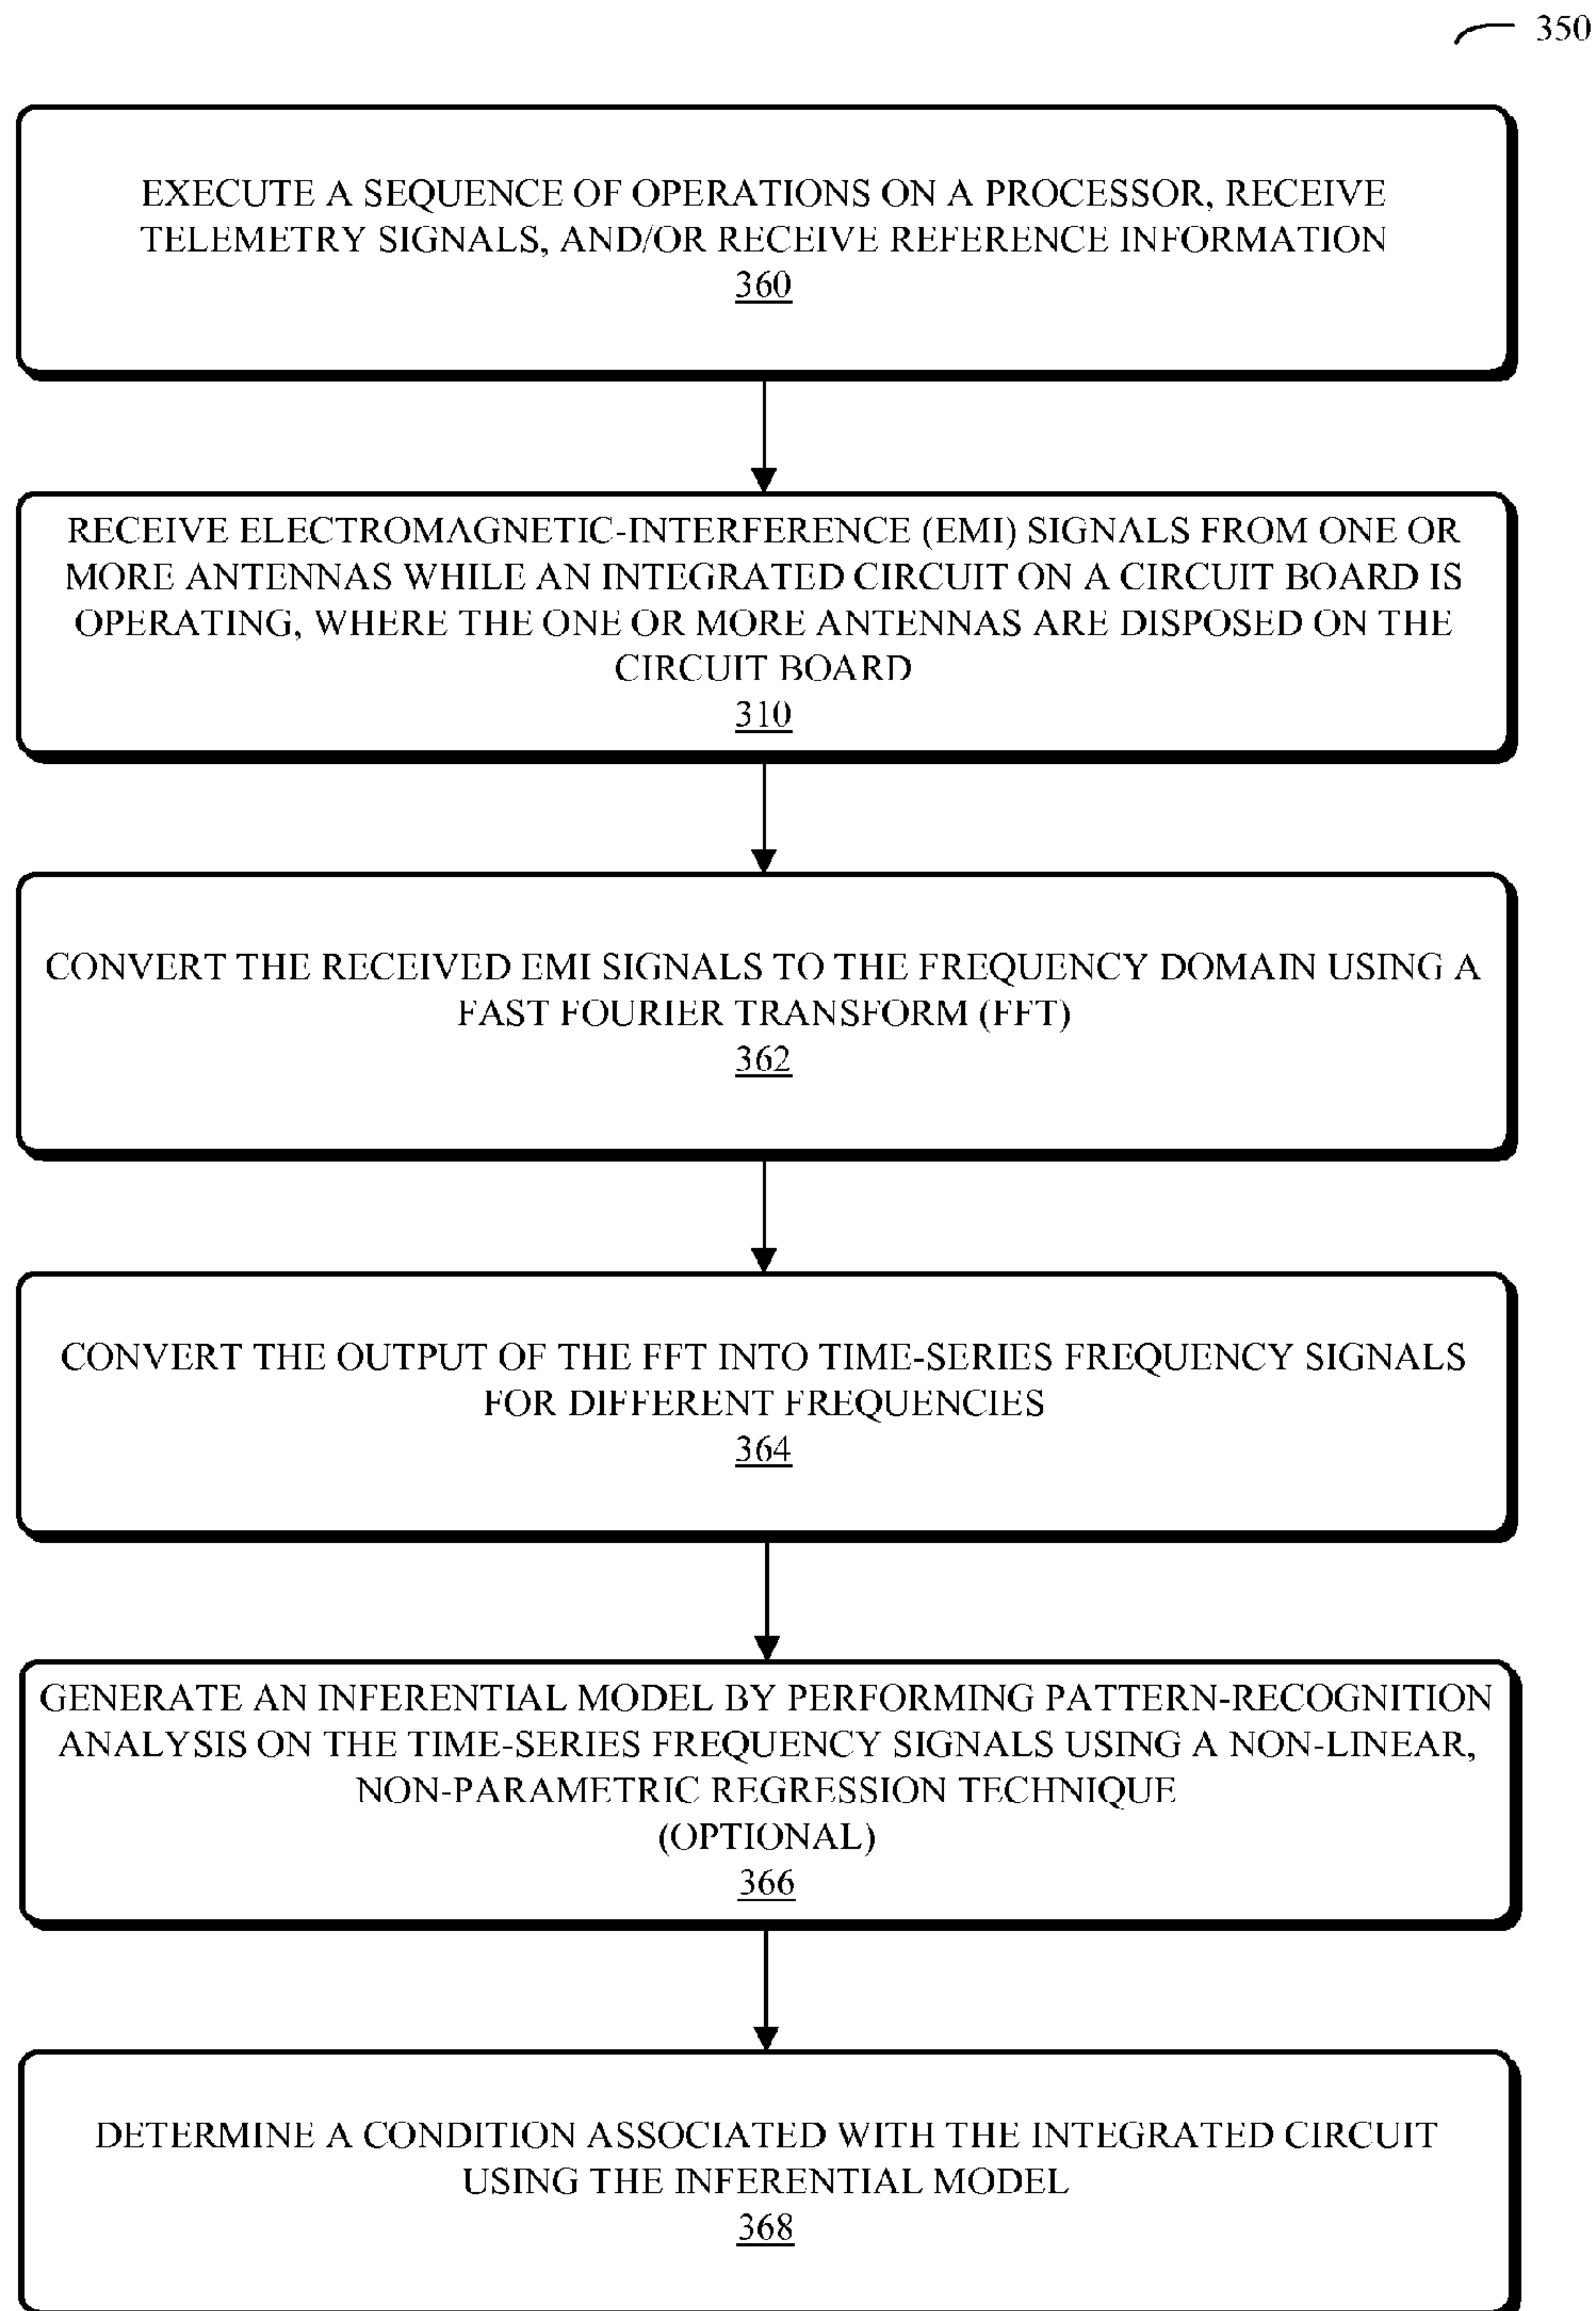 350
EXECUTE A SEQUENCE OF OPERATIONS ON A PROCESSOR, RECEIVE
TELEMETRY SIGNALS, AND/OR RECEIVE REFERENCE INFORMATION
360
RECEIVE ELECTROMAGNETIC-INTERFERENCE (EMI) SIGNALS FROM ONE OR
MORE ANTENNAS WHILE AN INTEGRATED CIRCUIT ON A CIRCUIT BOARD IS
OPERATING, WHERE THE ONE OR MORE ANTENNAS ARE DISPOSED ON THE
CIRCUIT BOARD
310
CONVERT THE RECEIVED EMI SIGNALS TO THE FREQUENCY DOMAIN USING A
FAST FOURIER TRANSFORM (FFT)
362
CONVERT THE OUTPUT OF THE FFT INTO TIME-SERIES FREQUENCY SIGNALS
FOR DIFFERENT FREQUENCIES
364
GENERATE AN INFERENTIAL MODEL BY PERFORMING PATTERN-RECOGNITION
ANALYSIS ON THE TIME-SERIES FREQUENCY SIGNALS USING A NON-LINEAR,
NON-PARAMETRIC REGRESSION TECHNIQUE
(OPTIONAL)
366
DETERMINE A CONDITION ASSOCIATED WITH THE INTEGRATED CIRCUIT
USING THE INFERENTIAL MODEL
368